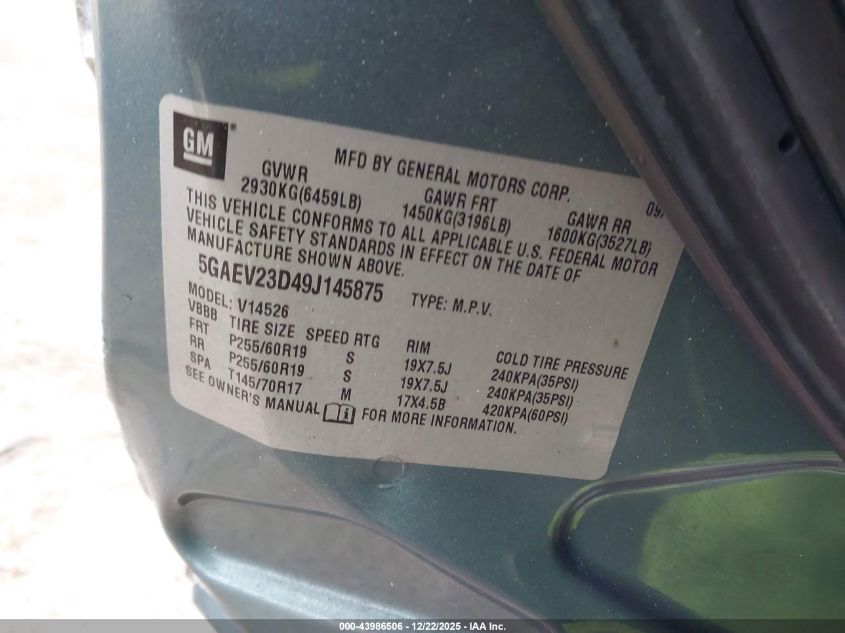 GM
MFD BY GENERAL MOTORS CORP.
GVWR GAWR FRT GAWR RR
2930KG(6459LB) 1450KG(3196LB) 1600KG(3527LB)
THIS VEHICLE CONFORMS TO ALL APPLICABLE U.S. FEDERAL MOTOR
VEHICLE SAFETY STANDARDS IN EFFECT ON THE DATE OF
MANUFACTURE SHOWN ABOVE.
5GAEV23D49J145875 TYPE: M.P.V.
MODEL: V14526
VBBB TIRE SIZE SPEED RTG RIM COLD TIRE PRESSURE
FRT P255/60R19 S 19X7.5J 240KPA(35PSI)
RR P255/60R19 S 19X7.5J 240KPA(35PSI)
SPA T145/70R17 M 17X4.5B 420KPA(60PSI)
SEE OWNER'S MANUAL FOR MORE INFORMATION.
000-43986506 - 12/22/2025 - IAA Inc.